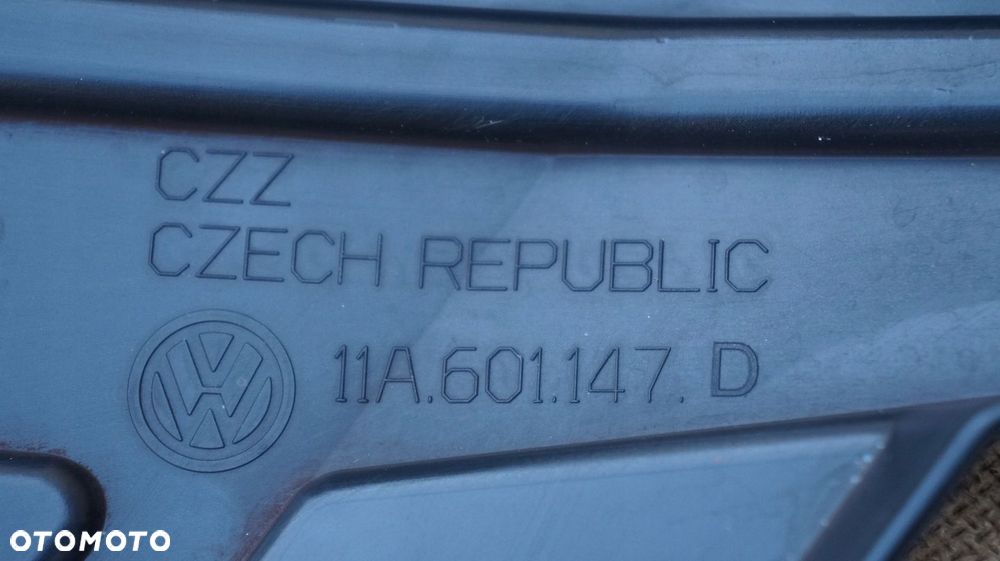 CZZ
CZECH REPUBLIC
11A.601.147. D
OTOMOTO